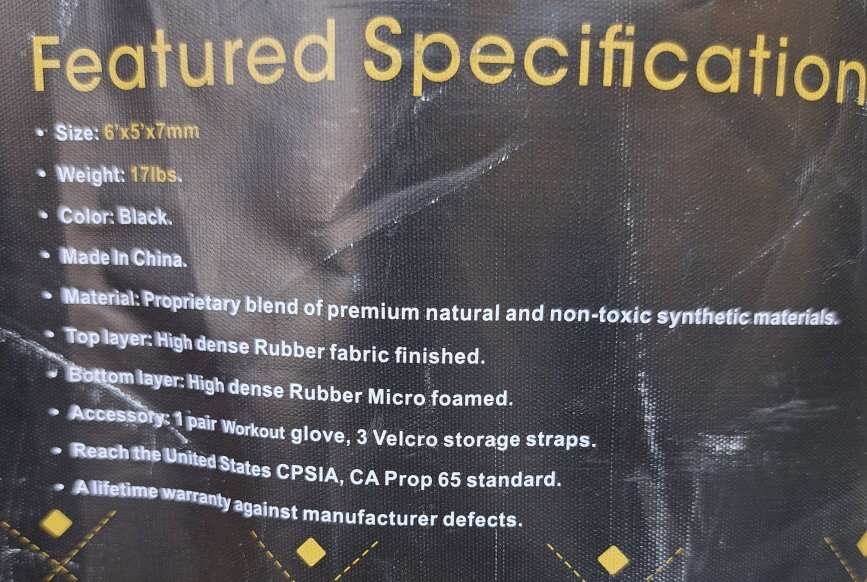 Featured Specification
• Size: 6'x5'x7mm
• Weight: 17lbs.
• Color: Black.
• Made In China.
• Material: Proprietary blend of premium natural and non-toxic synthetic materials.
• Top layer: High dense Rubber fabric finished.
• Bottom layer: High dense Rubber Micro foamed.
• Accessory: 1 pair Workout glove, 3 Velcro storage straps.
• Reach the United States CPSIA, CA Prop 65 standard.
• A lifetime warranty against manufacturer defects.